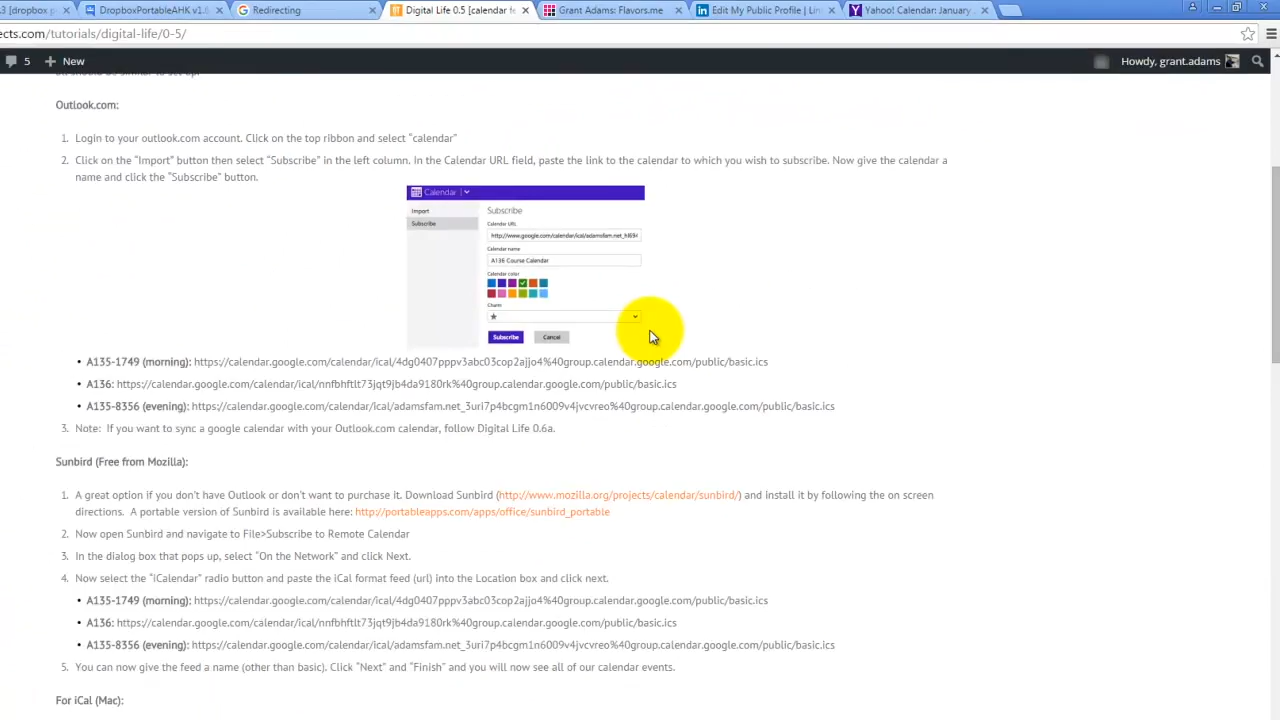 3 [dropbox p
DropboxPortableAHK v1.6
Redirecting
Digital Life 0.5 [calendar f
Grant Adams: Flavors.me
Edit My Public Profile | Lin
Yahoo! Calendar: January
ects.com/tutorials/digital-life/0-5/
5 New
Howdy, grant.adams
Outlook.com:
1. Login to your outlook.com account. Click on the top ribbon and select “calendar”
2. Click on the “Import” button then select “Subscribe” in the left column. In the Calendar URL field, paste the link to the calendar to which you wish to subscribe. Now give the calendar a
name and click the “Subscribe” button.
Calendar
Import
Subscribe
Subscribe
Calendar URL
Calendar name
A136 Course Calendar
Calendar color
Charm
Subscribe Cancel
• A135-1749 (morning): https://calendar.google.com/calendar/ical/4dg0407pppv3abc03cop2ajjo4%40group.calendar.google.com/public/basic.ics
• A136: https://calendar.google.com/calendar/ical/nnfbhftlt73jqt9jb4da9180rk%40group.calendar.google.com/public/basic.ics
• A135-8356 (evening): https://calendar.google.com/calendar/ical/adamsfam.net_3uri7p4bcgm1n6009v4jvcvreo%40group.calendar.google.com/public/basic.ics
3. Note: If you want to sync a google calendar with your Outlook.com calendar, follow Digital Life 0.6a.
Sunbird (Free from Mozilla):
1. A great option if you don’t have Outlook or don’t want to purchase it. Download Sunbird (http://www.mozilla.org/projects/calendar/sunbird/) and install it by following the on screen
directions. A portable version of Sunbird is available here: http://portableapps.com/apps/office/sunbird_portable
2. Now open Sunbird and navigate to File>Subscribe to Remote Calendar
3. In the dialog box that pops up, select “On the Network” and click Next.
4. Now select the “iCalendar” radio button and paste the iCal format feed (url) into the Location box and click next.
• A135-1749 (morning): https://calendar.google.com/calendar/ical/4dg0407pppv3abc03cop2ajjo4%40group.calendar.google.com/public/basic.ics
• A136: https://calendar.google.com/calendar/ical/nnfbhftlt73jqt9jb4da9180rk%40group.calendar.google.com/public/basic.ics
• A135-8356 (evening): https://calendar.google.com/calendar/ical/adamsfam.net_3uri7p4bcgm1n6009v4jvcvreo%40group.calendar.google.com/public/basic.ics
5. You can now give the feed a name (other than basic). Click “Next” and “Finish” and you will now see all of our calendar events.
For iCal (Mac):